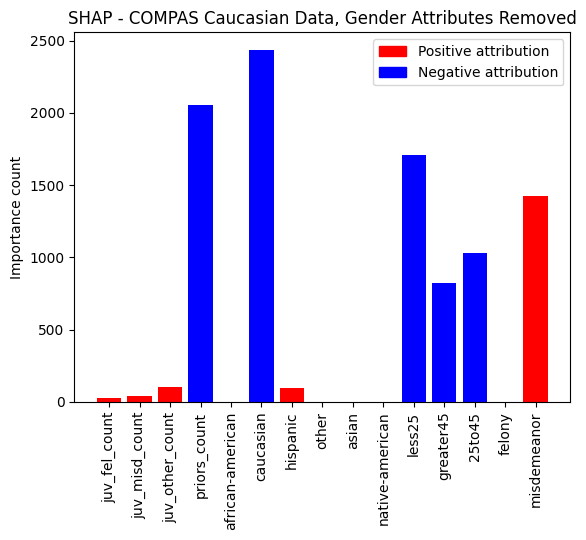 SHAP - COMPAS Caucasian Data, Gender Attributes Removed
Positive attribution
Negative attribution
Importance count
2500
2000
1500
1000
500
0
juv_fel_count
juv_misd_count
juv_other_count
priors_count
african-american
caucasian
hispanic
other
asian
native-american
less25
greater45
25to45
felony
misdemeanor